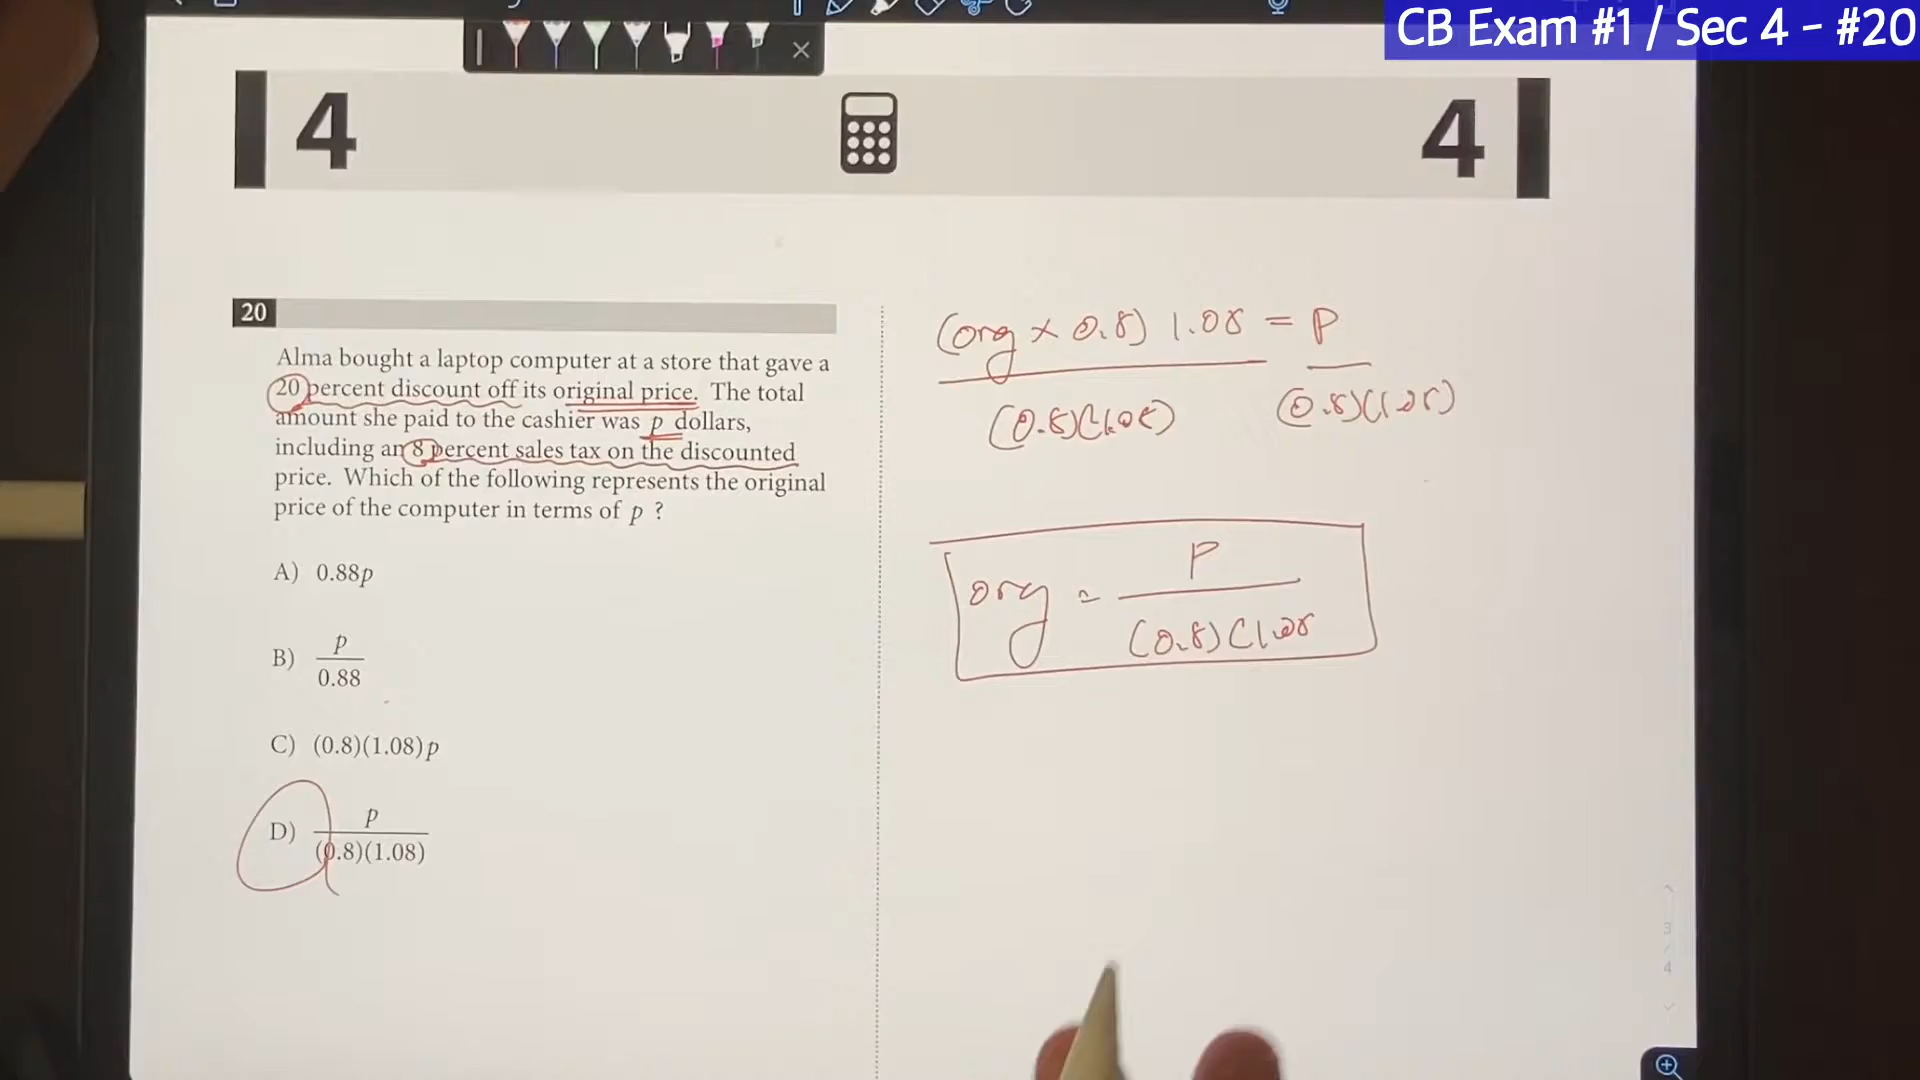 CB Exam #1 / Sec 4 - #20
4 4
20
Alma bought a laptop computer at a store that gave a
20 percent discount off its original price. The total
amount she paid to the cashier was p dollars,
including an 8 percent sales tax on the discounted
price. Which of the following represents the original
price of the computer in terms of p ?
A) 0.88p
B) p
0.88
C) (0.8)(1.08)p
D) p
(0.8)(1.08)
(org × 0.8) 1.08 = P
(0.8)(1.08) (0.8)(1.08)
org = P
(0.8)(1.08
3
/
4